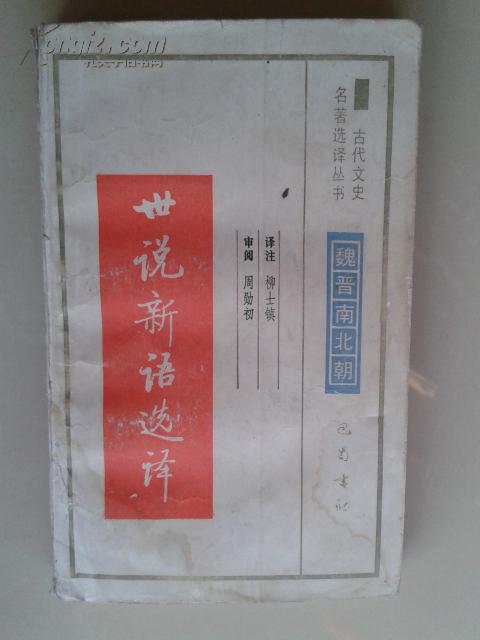 古代文史
名著选译丛书
魏晋南北朝
巴蜀书社
译注 柳士镇
审阅 周勋初
世说新语选译
孔夫子旧书网